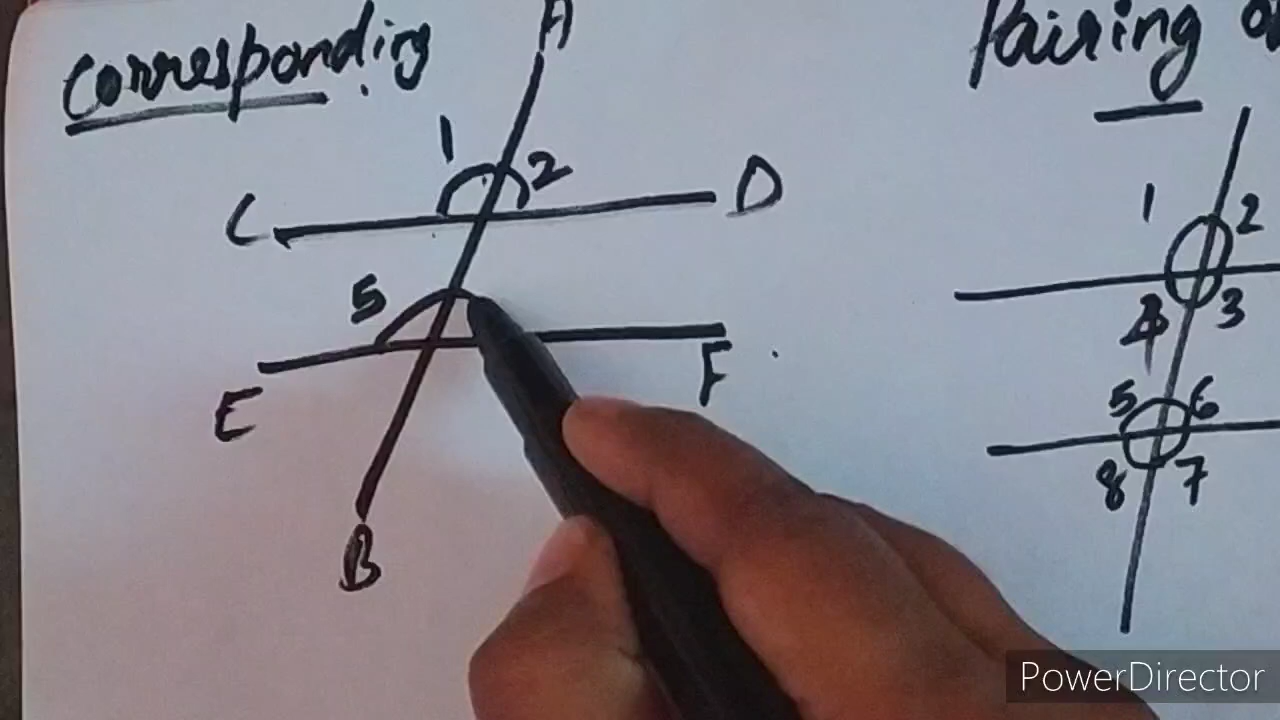 Corresponding
A
1 2
C D
5
E F
B
Pairing
1 2
4 3
5 6
8 7
PowerDirector